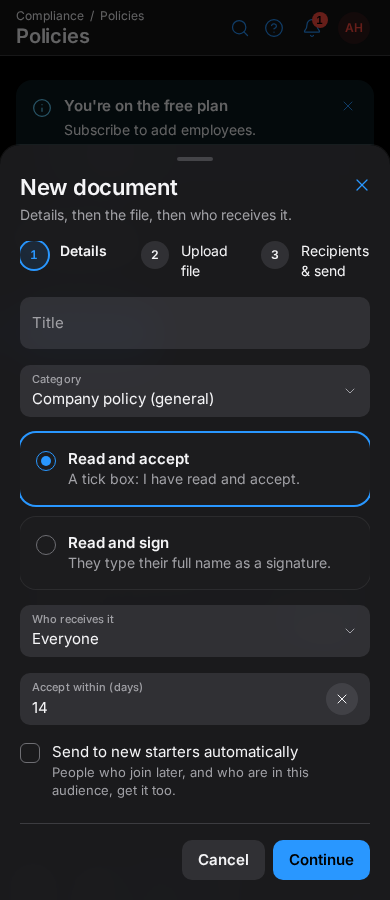 Compliance / Policies
Policies
1
AH
You're on the free plan
Subscribe to add employees.
New document
Details, then the file, then who receives it.
1 Details 2 Upload file 3 Recipients & send
Title
Category
Company policy (general)
Read and accept
A tick box: I have read and accept.
Read and sign
They type their full name as a signature.
Who receives it
Everyone
Accept within (days)
14
Send to new starters automatically
People who join later, and who are in this
audience, get it too.
Cancel Continue